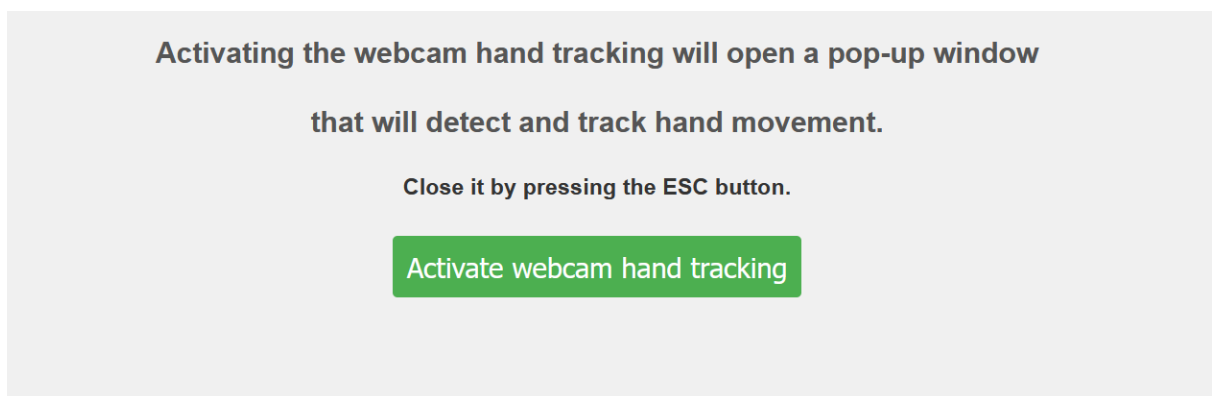 Activating the webcam hand tracking will open a pop-up window
that will detect and track hand movement.
Close it by pressing the ESC button.
Activate webcam hand tracking